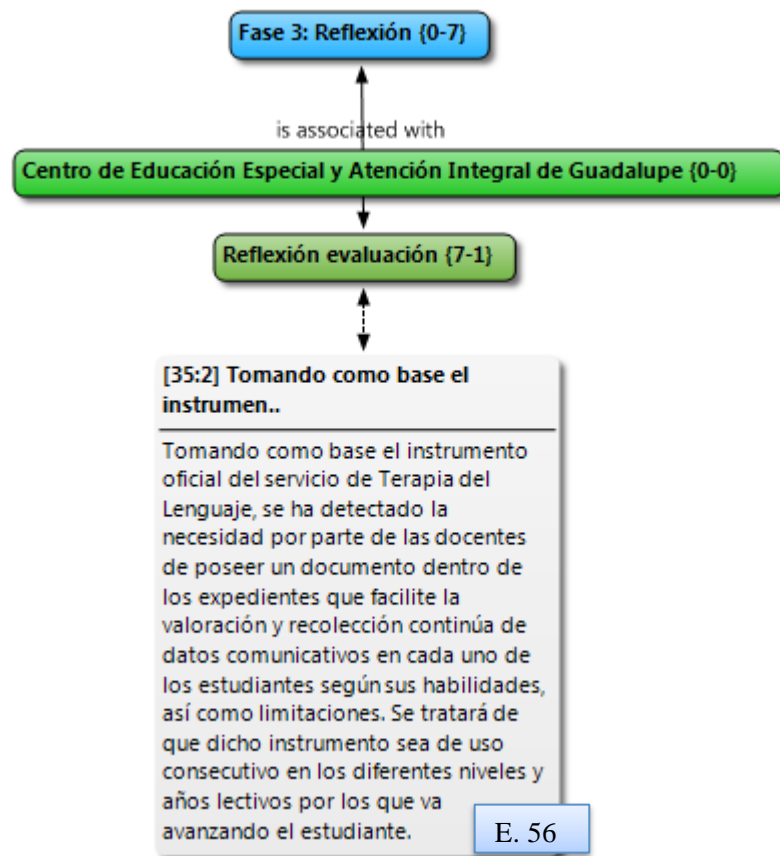 Fase 3: Reflexión {0-7}
is associated with
Centro de Educación Especial y Atención Integral de Guadalupe {0-0}
Reflexión evaluación {7-1}
[35:2] Tomando como base el
instrumen..
Tomando como base el instrumento
oficial del servicio de Terapia del
Lenguaje, se ha detectado la
necesidad por parte de las docentes
de poseer un documento dentro de
los expedientes que facilite la
valoración y recolección continúa de
datos comunicativos en cada uno de
los estudiantes según sus habilidades,
así como limitaciones. Se tratará de
que dicho instrumento sea de uso
consecutivo en los diferentes niveles y
años lectivos por los que va
avanzando el estudiante.
E. 56